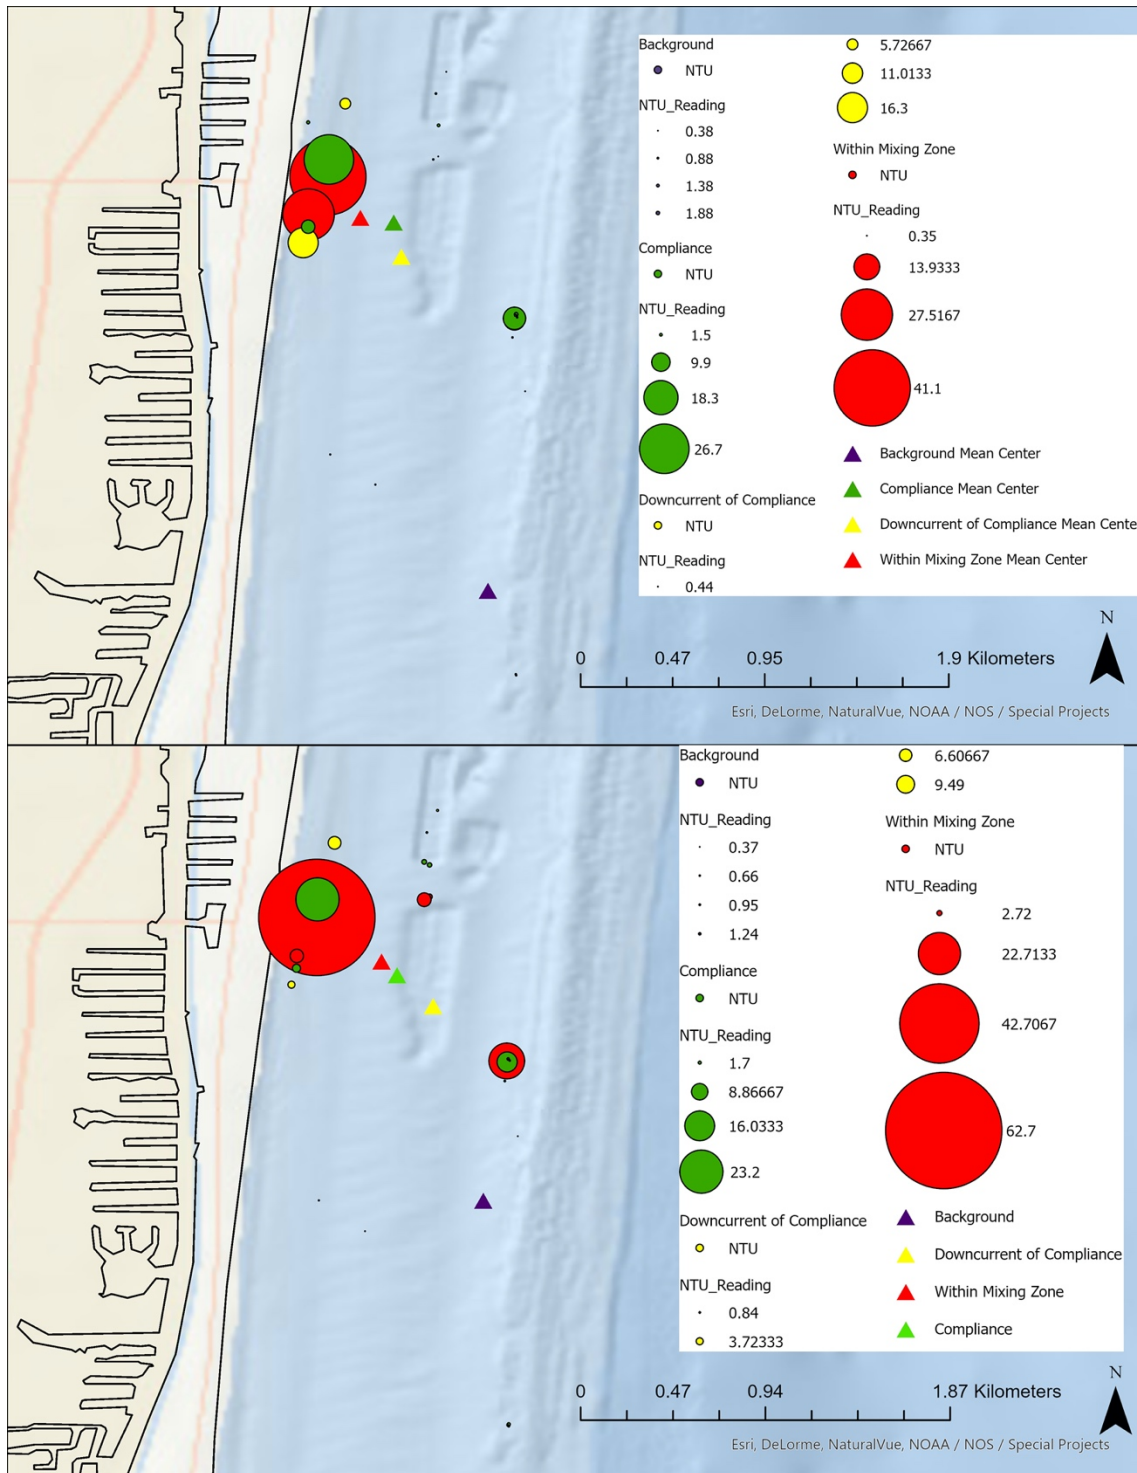 Background
NTU
NTU_Reading
0.38
0.88
1.38
1.88
Compliance
NTU
NTU_Reading
1.5
9.9
18.3
26.7
Downcurrent of Compliance
NTU
NTU_Reading
0.44
5.72667
11.0133
16.3
Within Mixing Zone
NTU
NTU_Reading
0.35
13.9333
27.5167
41.1
Background Mean Center
Compliance Mean Center
Downcurrent of Compliance Mean Cente
Within Mixing Zone Mean Center
N
0 0.47 0.95 1.9 Kilometers
Esri, DeLorme, NaturalVue, NOAA / NOS / Special Projects
Background
NTU
NTU_Reading
0.37
0.66
0.95
1.24
Compliance
NTU
NTU_Reading
1.7
8.86667
16.0333
23.2
Downcurrent of Compliance
NTU
NTU_Reading
0.84
3.72333
6.60667
9.49
Within Mixing Zone
NTU
NTU_Reading
2.72
22.7133
42.7067
62.7
Background
Downcurrent of Compliance
Within Mixing Zone
Compliance
N
0 0.47 0.94 1.87 Kilometers
Esri, DeLorme, NaturalVue, NOAA / NOS / Special Projects